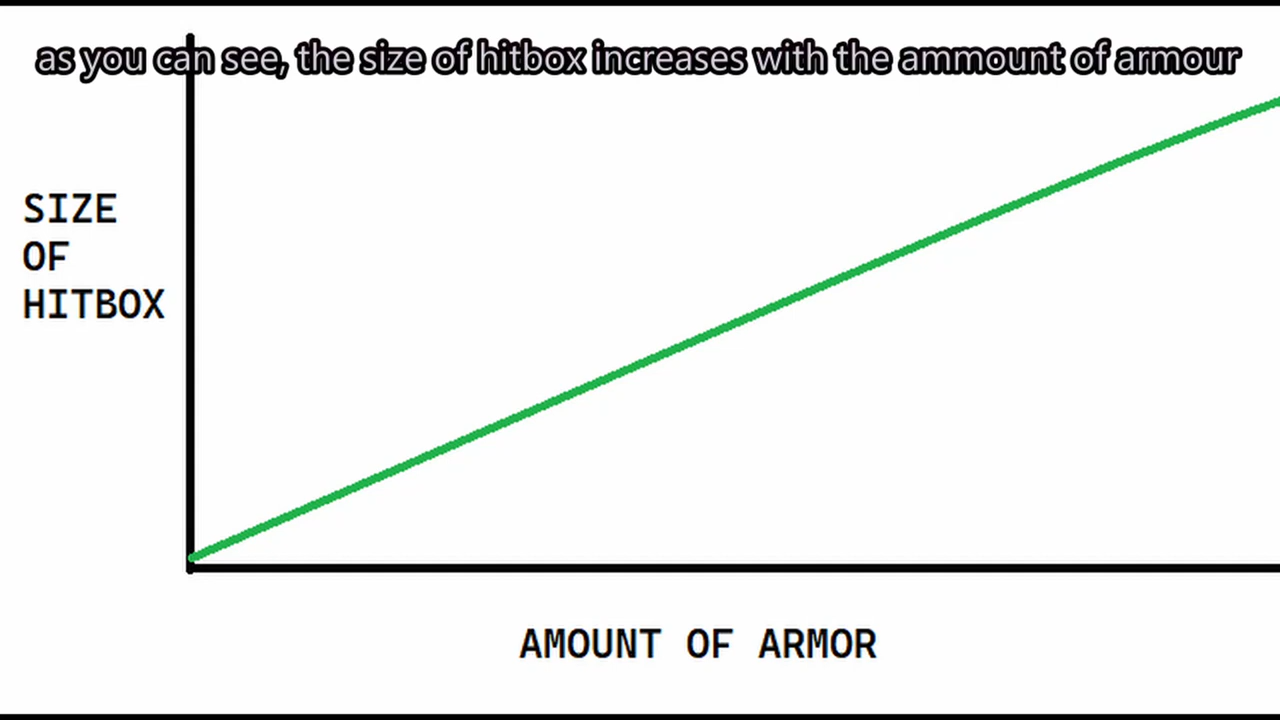 as you can see, the size of hitbox increases with the ammount of armour
SIZE
OF
HITBOX
AMOUNT OF ARMOR